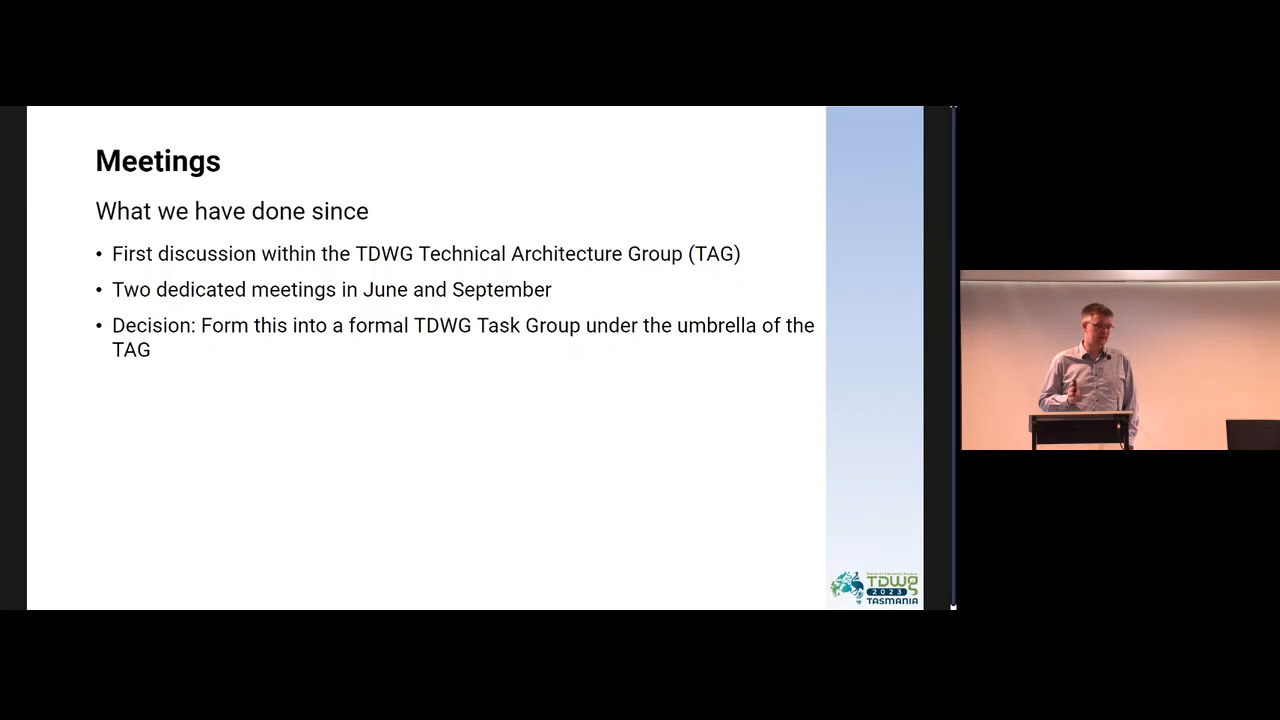 Meetings
What we have done since
• First discussion within the TDWG Technical Architecture Group (TAG)
• Two dedicated meetings in June and September
• Decision: Form this into a formal TDWG Task Group under the umbrella of the
TAG
TDWG
2023
TASMANIA